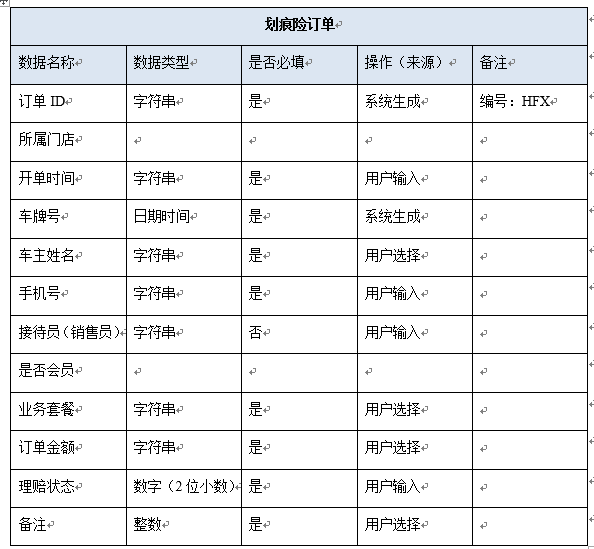 划痕险订单
数据名称 数据类型 是否必填 操作（来源） 备注
订单 ID 字符串 是 系统生成 编号：HFX
所属门店
开单时间 字符串 是 用户输入
车牌号 日期时间 是 系统生成
车主姓名 字符串 是 用户选择
手机号 字符串 是 用户输入
接待员（销售员） 字符串 否 用户输入
是否会员
业务套餐 字符串 是 用户选择
订单金额 字符串 是 用户选择
理赔状态 数字（2 位小数） 是 用户输入
备注 整数 是 用户选择